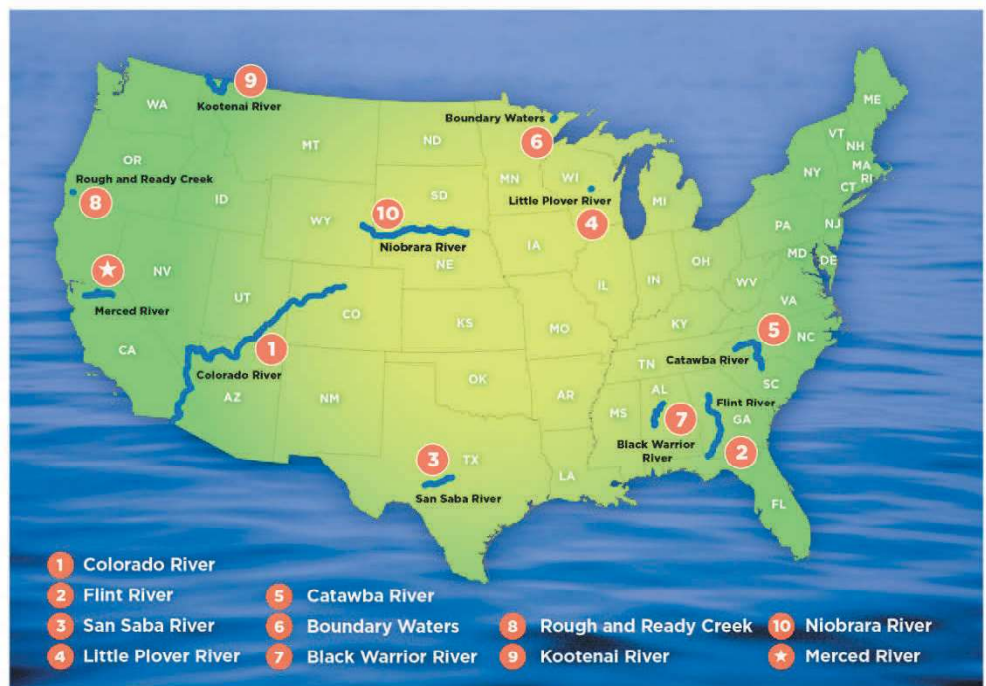 9
Kootenai River
WA
ME
Boundary Waters
6
MT
ND
VT
NH
OR
MA
NY
RI
CT
Rough and Ready Creek
8
ID
MN
WI
Little Plover River
4
MI
SD
10
WY
Niobrara River
PA
NJ
IA
NE
OH
MD
DE
★
NV
Merced River
UT
CO
IL
IN
WV
VA
KS
MO
KY
5
NC
CA
1
Colorado River
Catawba River
TN
AZ
NM
OK
AR
SC
AL
Flint River
MS
GA
7
Black Warrior
River
2
3
TX
San Saba River
LA
FL
1 Colorado River
2 Flint River
3 San Saba River
4 Little Plover River
5 Catawba River
6 Boundary Waters
7 Black Warrior River
8 Rough and Ready Creek
9 Kootenai River
10 Niobrara River
★ Merced River